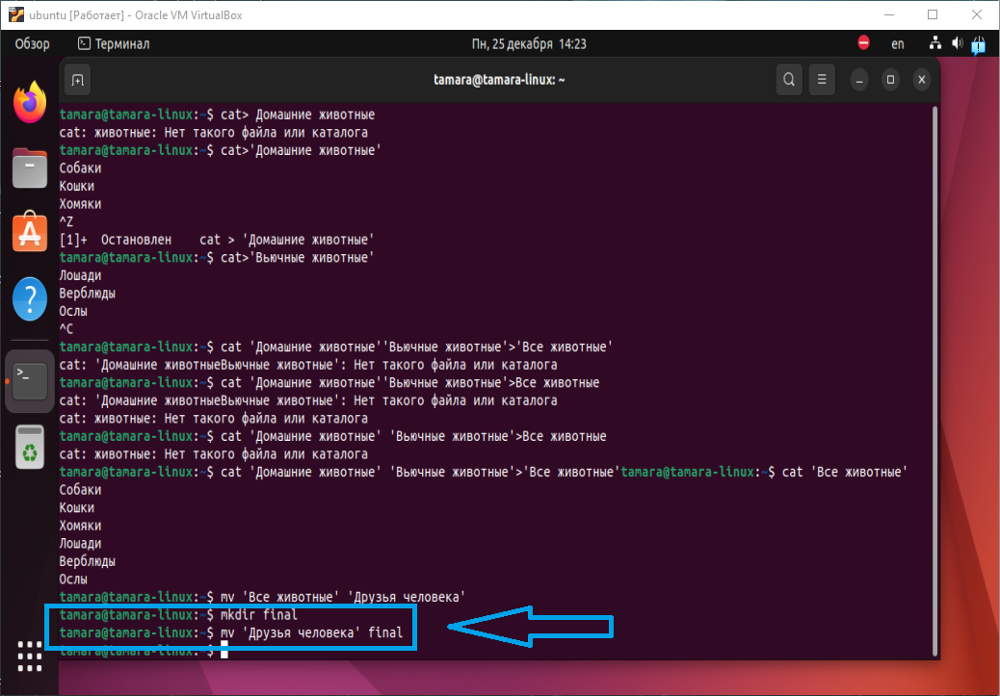 ubuntu [Работает] - Oracle VM VirtualBox
Обзор Терминал Пн, 25 декабря 14:23 en
tamara@tamara-linux: ~
tamara@tamara-linux:~$ cat> Домашние животные
cat: животные: Нет такого файла или каталога
tamara@tamara-linux:~$ cat>'Домашние животные'
Собаки
Кошки
Хомяки
^Z
[1]+  Остановлен    cat > 'Домашние животные'
tamara@tamara-linux:~$ cat>'Вьючные животные'
Лошади
Верблюды
Ослы
^C
tamara@tamara-linux:~$ cat 'Домашние животные''Вьючные животные'>'Все животные'
cat: 'Домашние животныеВьючные животные': Нет такого файла или каталога
tamara@tamara-linux:~$ cat 'Домашние животные''Вьючные животные'>Все животные
cat: 'Домашние животныеВьючные животные': Нет такого файла или каталога
cat: животные: Нет такого файла или каталога
tamara@tamara-linux:~$ cat 'Домашние животные' 'Вьючные животные'>Все животные
cat: животные: Нет такого файла или каталога
tamara@tamara-linux:~$ cat 'Домашние животные' 'Вьючные животные'>'Все животные'tamara@tamara-linux:~$ cat 'Все животные'
Собаки
Кошки
Хомяки
Лошади
Верблюды
Ослы
tamara@tamara-linux:~$ mv 'Все животные' 'Друзья человека'
tamara@tamara-linux:~$ mkdir final
tamara@tamara-linux:~$ mv 'Друзья человека' final
tamara@tamara-linux:~$